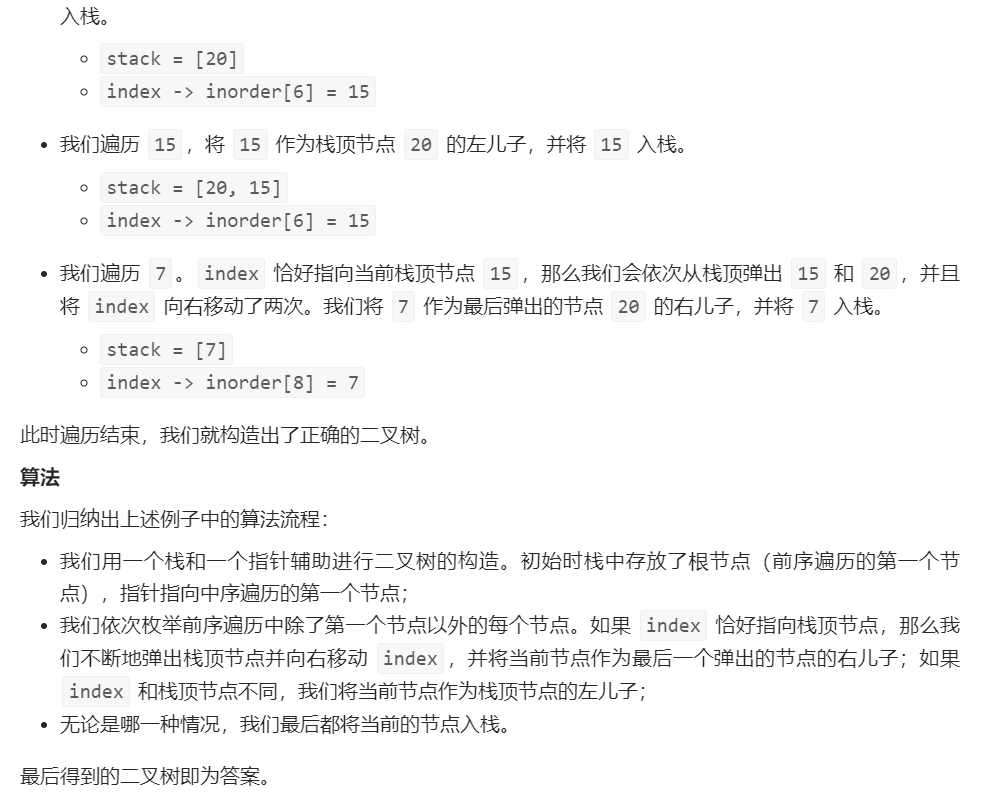 入栈。
stack = [20]
index -> inorder[6] = 15
我们遍历 15，将 15 作为栈顶节点 20 的左儿子，并将 15 入栈。
stack = [20, 15]
index -> inorder[6] = 15
我们遍历 7。index 恰好指向当前栈顶节点 15，那么我们会依次从栈顶弹出 15 和 20，并且
将 index 向右移动了两次。我们将 7 作为最后弹出的节点 20 的右儿子，并将 7 入栈。
stack = [7]
index -> inorder[8] = 7
此时遍历结束，我们就构造出了正确的二叉树。
算法
我们归纳出上述例子中的算法流程：
我们用一个栈和一个指针辅助进行二叉树的构造。初始时栈中存放了根节点（前序遍历的第一个节
点），指针指向中序遍历的第一个节点；
我们依次枚举前序遍历中除了第一个节点以外的每个节点。如果 index 恰好指向栈顶节点，那么我
们不断地弹出栈顶节点并向右移动 index，并将当前节点作为最后一个弹出的节点的右儿子；如果
index 和栈顶节点不同，我们将当前节点作为栈顶节点的左儿子；
无论是哪一种情况，我们最后都将当前的节点入栈。
最后得到的二叉树即为答案。